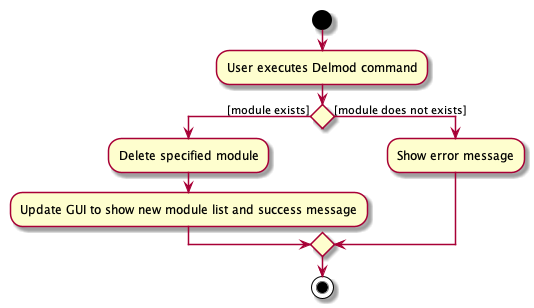 User executes Delmod command
[module exists]
[module does not exists]
Delete specified module
Show error message
Update GUI to show new module list and success message